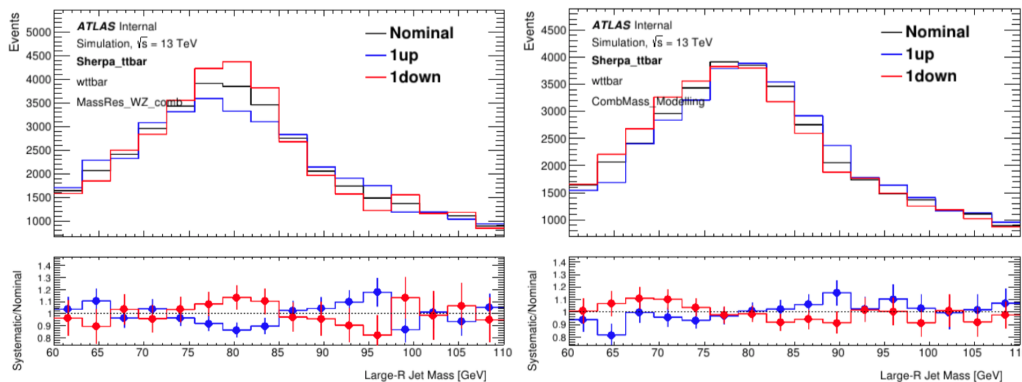 ATLAS Internal
Simulation, √s = 13 TeV
Sherpa_ttbar
wttbar
MassRes_WZ_comb
Nominal
1up
1down
Events
5000
4500
4000
3500
3000
2500
2000
1500
1000
Systematic/Nominal
1.4
1.3
1.2
1.1
1
0.9
0.8
60 65 70 75 80 85 90 95 100 105 110
Large-R Jet Mass [GeV]
ATLAS Internal
Simulation, √s = 13 TeV
Sherpa_ttbar
wttbar
CombMass_Modelling
Nominal
1up
1down
Events
4500
4000
3500
3000
2500
2000
1500
1000
Systematic/Nominal
1.4
1.3
1.2
1.1
1
0.9
0.8
60 65 70 75 80 85 90 95 100 105 110
Large-R Jet Mass [GeV]